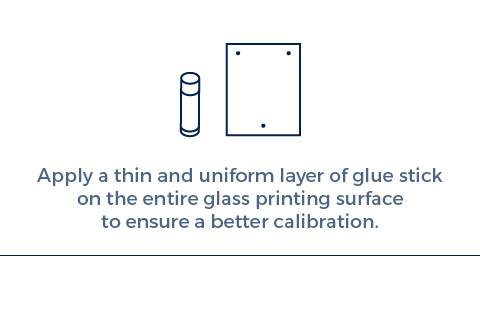 Apply a thin and uniform layer of glue stick
on the entire glass printing surface
to ensure a better calibration.